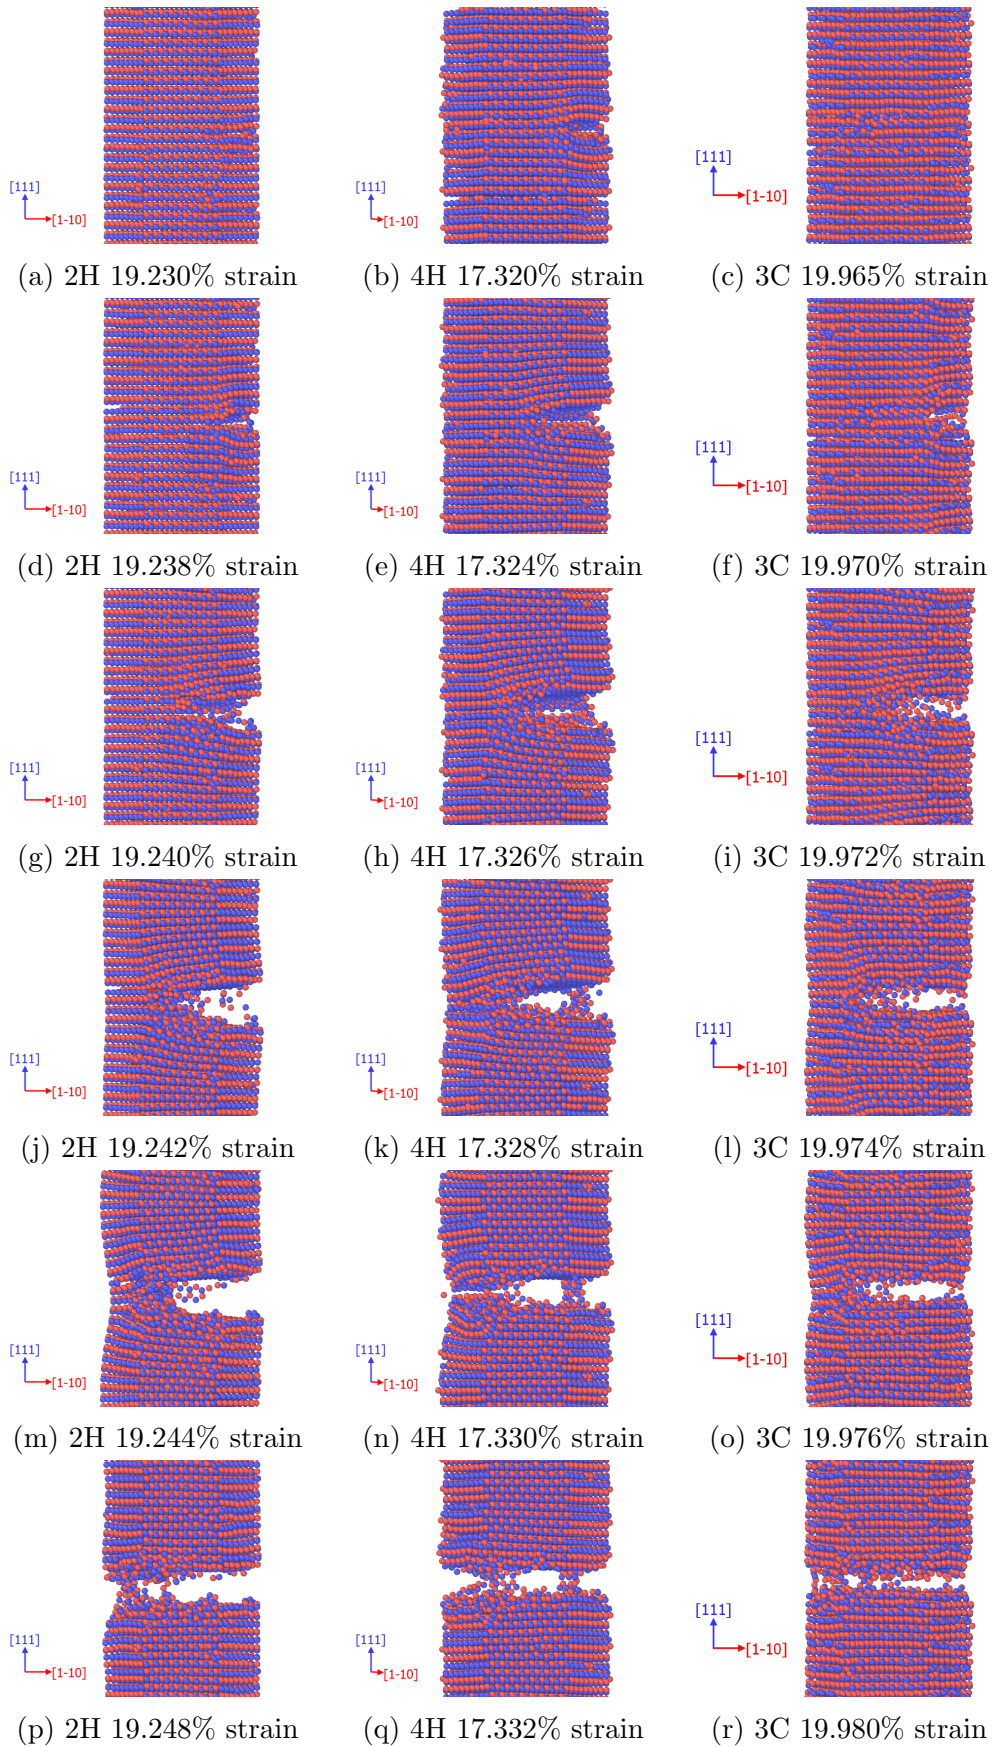 [111]
[1-10]
[111]
[1-10]
[111]
[1-10]
(a) 2H 19.230% strain
(b) 4H 17.320% strain
(c) 3C 19.965% strain
[111]
[1-10]
[111]
[1-10]
[111]
[1-10]
(d) 2H 19.238% strain
(e) 4H 17.324% strain
(f) 3C 19.970% strain
[111]
[1-10]
[111]
[1-10]
[111]
[1-10]
(g) 2H 19.240% strain
(h) 4H 17.326% strain
(i) 3C 19.972% strain
[111]
[1-10]
[111]
[1-10]
[111]
[1-10]
(j) 2H 19.242% strain
(k) 4H 17.328% strain
(l) 3C 19.974% strain
[111]
[1-10]
[111]
[1-10]
[111]
[1-10]
(m) 2H 19.244% strain
(n) 4H 17.330% strain
(o) 3C 19.976% strain
[111]
[1-10]
[111]
[1-10]
[111]
[1-10]
(p) 2H 19.248% strain
(q) 4H 17.332% strain
(r) 3C 19.980% strain